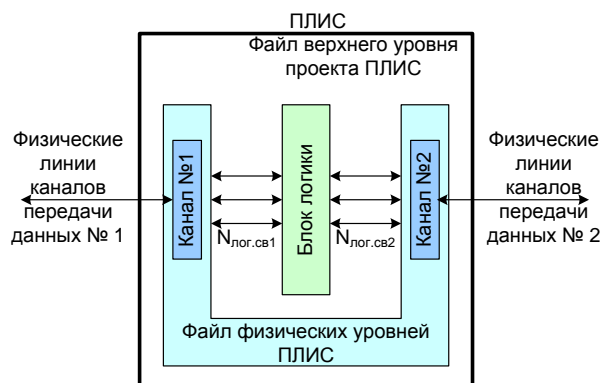 ПЛИС
Файл верхнего уровня
проекта ПЛИС
Физические
линии
каналов
передачи
данных № 1
Канал №1
Nлог.св1
Блок логики
Nлог.св2
Канал №2
Физические
линии
каналов
передачи
данных № 2
Файл физических уровней
ПЛИС